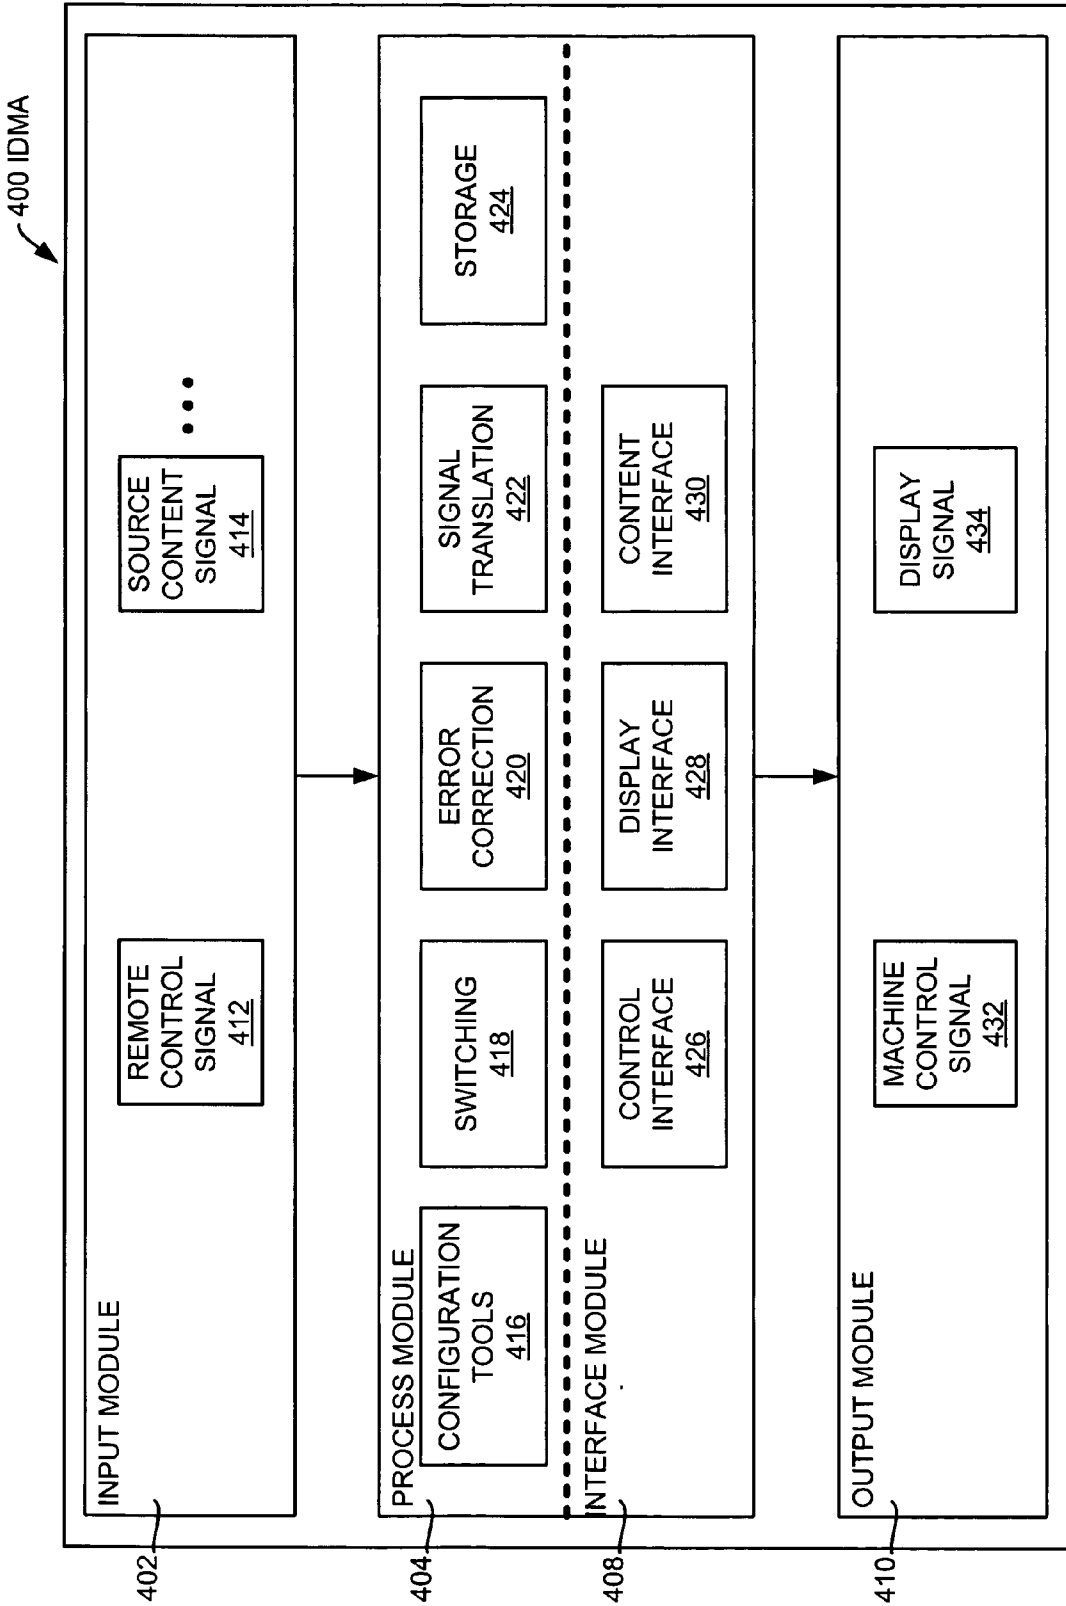 400 IDMA
402
INPUT MODULE
REMOTE
CONTROL
SIGNAL
412
SOURCE
CONTENT
SIGNAL
414
404
PROCESS MODULE
CONFIGURATION
TOOLS
416
SWITCHING
418
ERROR
CORRECTION
420
SIGNAL
TRANSLATION
422
STORAGE
424
408
INTERFACE MODULE
CONTROL
INTERFACE
426
DISPLAY
INTERFACE
428
CONTENT
INTERFACE
430
410
OUTPUT MODULE
MACHINE
CONTROL
SIGNAL
432
DISPLAY
SIGNAL
434